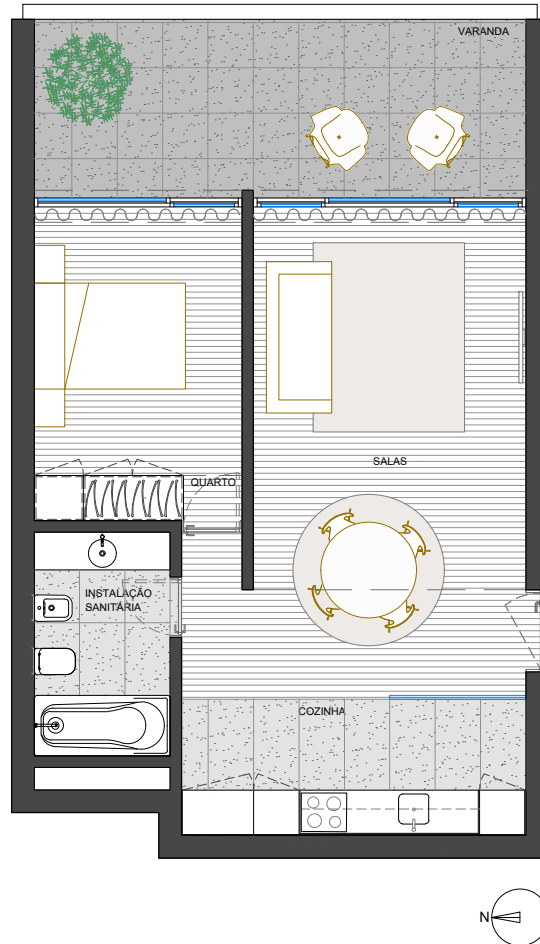 VARANDA
SALAS
QUARTO
INSTALAÇÃO
SANITÁRIA
COZINHA
N